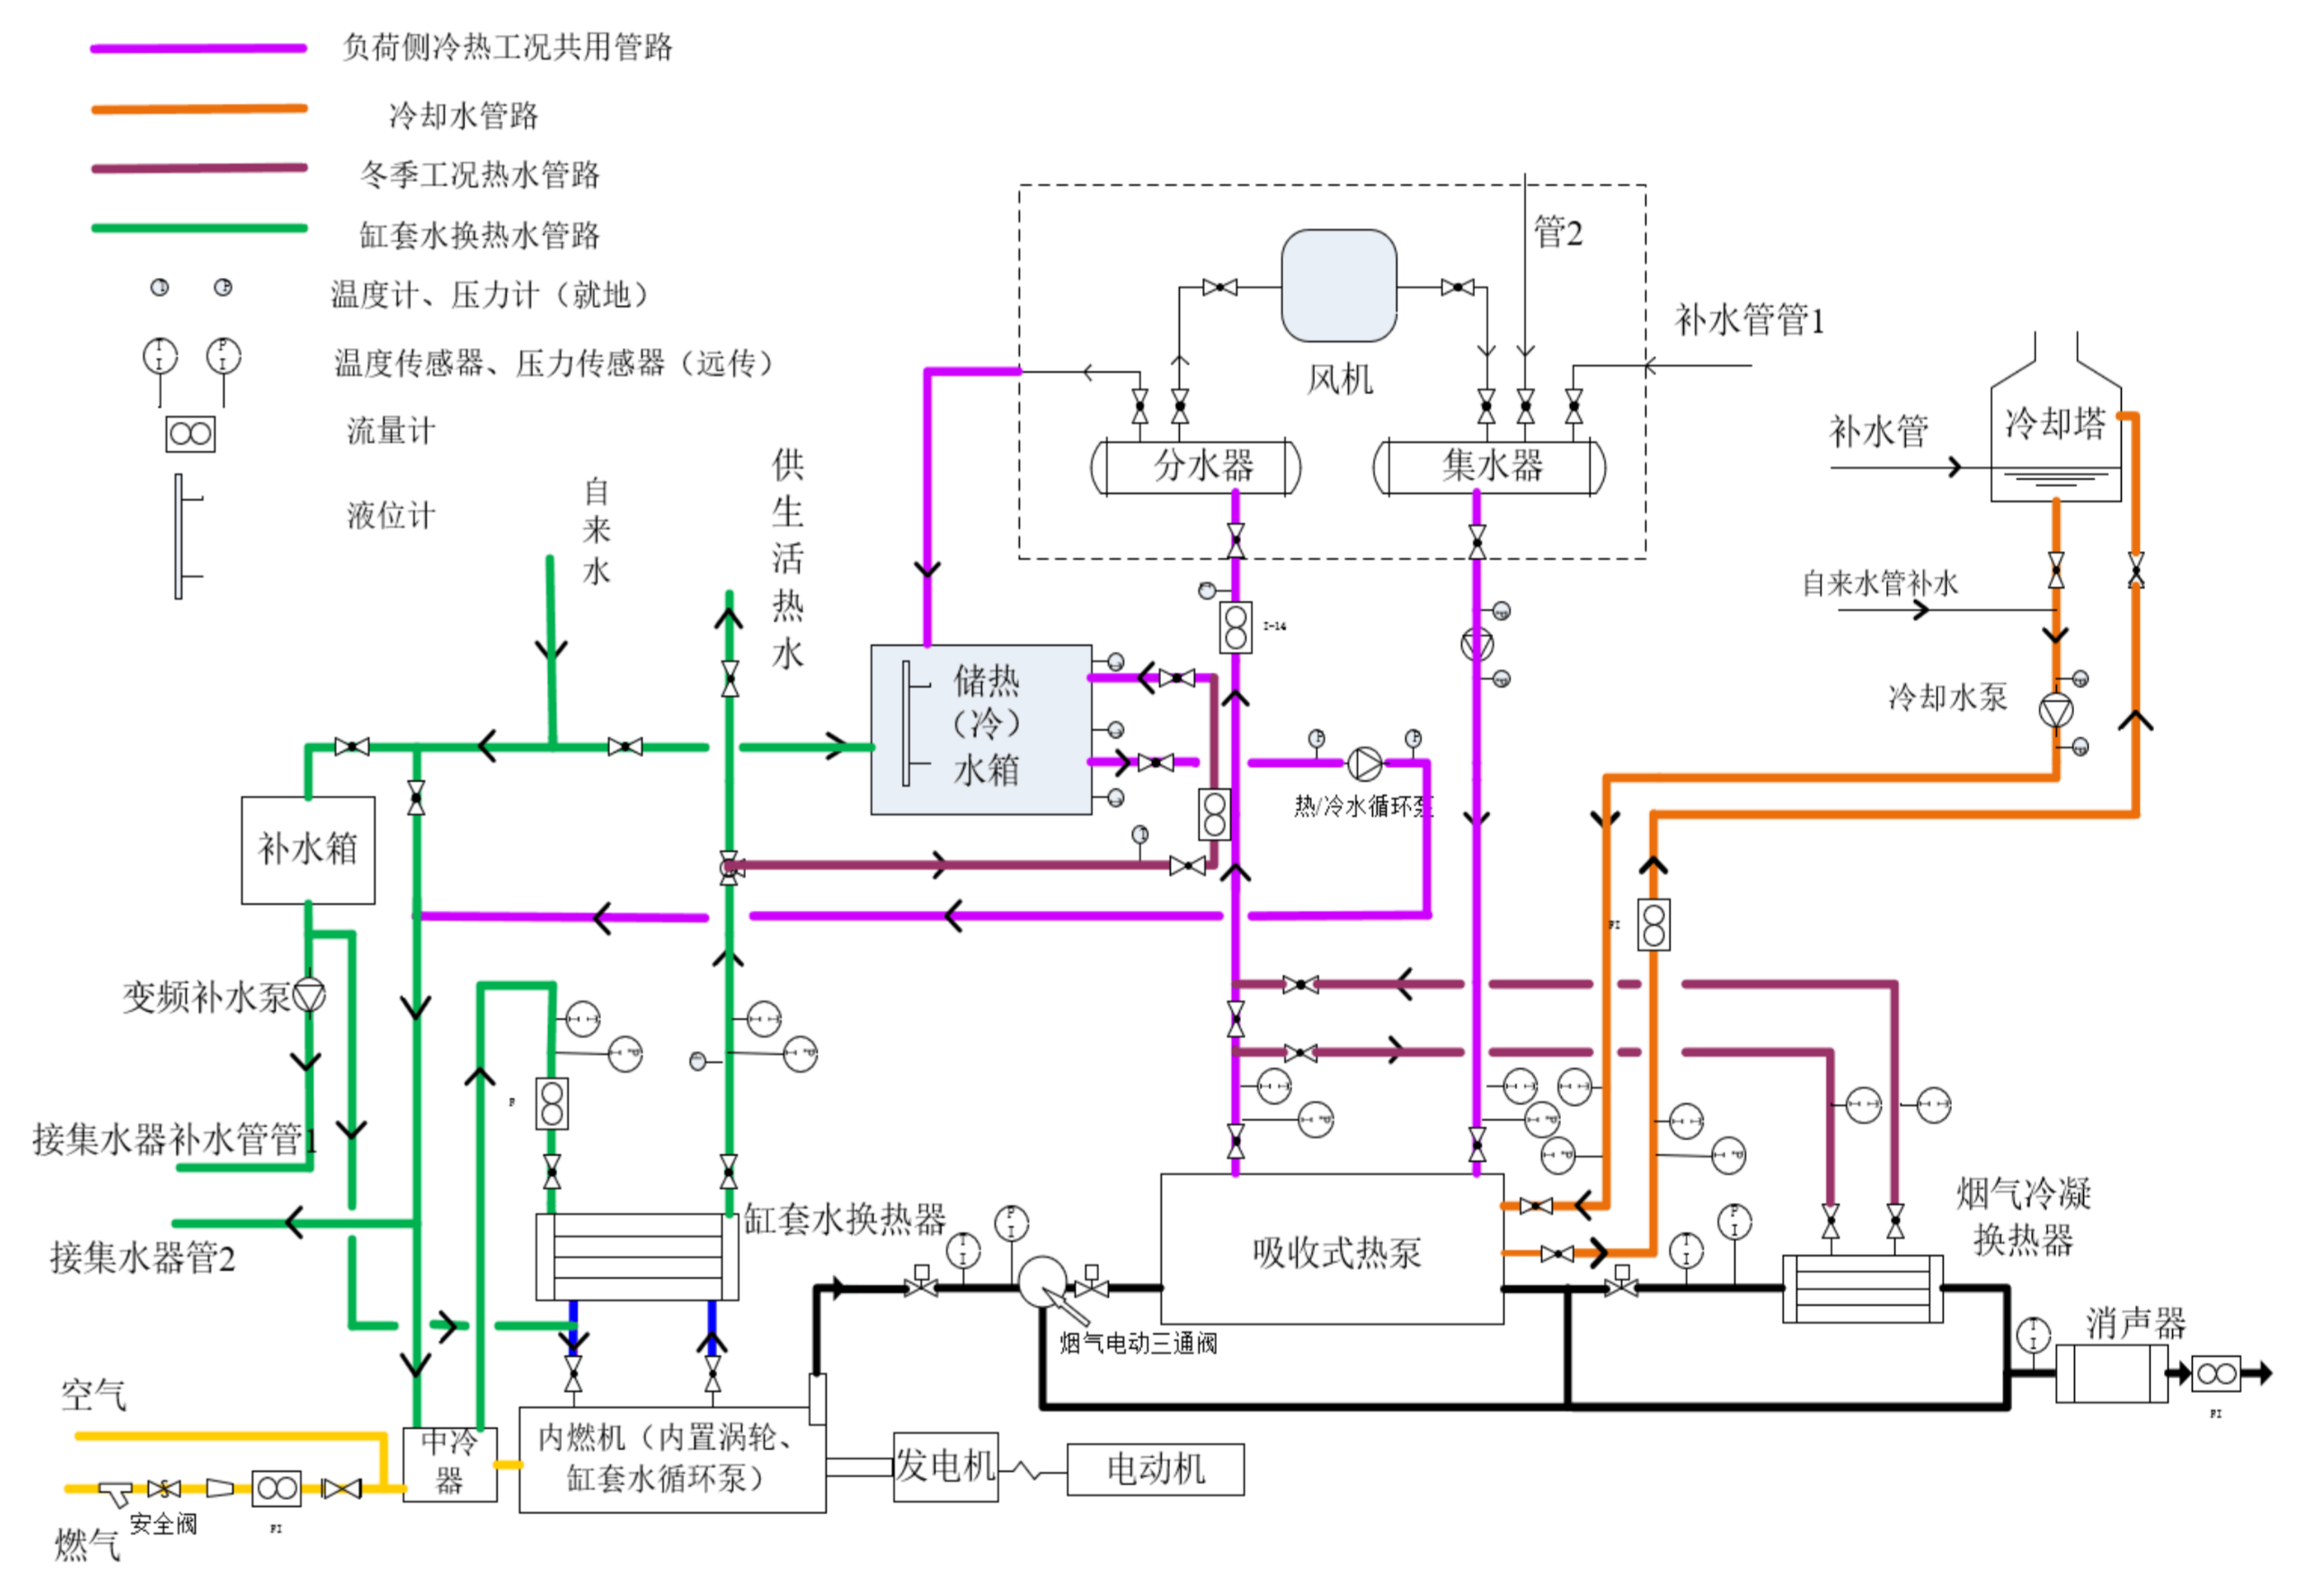 负荷侧冷热工况共用管路
冷却水管路
冬季工况热水管路
缸套水换热水管路
温度计、压力计（就地）
T I
P I
温度传感器、压力传感器（远传）
流量计
液位计
自来水
供生活热水
管2
补水管管1
风机
分水器
集水器
冷却塔
补水管
自来水管补水
冷却水泵
I-14
储热
（冷）
水箱
P
P
热/冷水循环泵
补水箱
变频补水泵
FI
接集水器补水管管1
接集水器管2
缸套水换热器
T I
P I
烟气电动三通阀
吸收式热泵
T I
P I
烟气冷凝
换热器
T I
消声器
FI
空气
燃气
安全阀
FI
中冷
器
内燃机（内置涡轮、
缸套水循环泵）
发电机
电动机